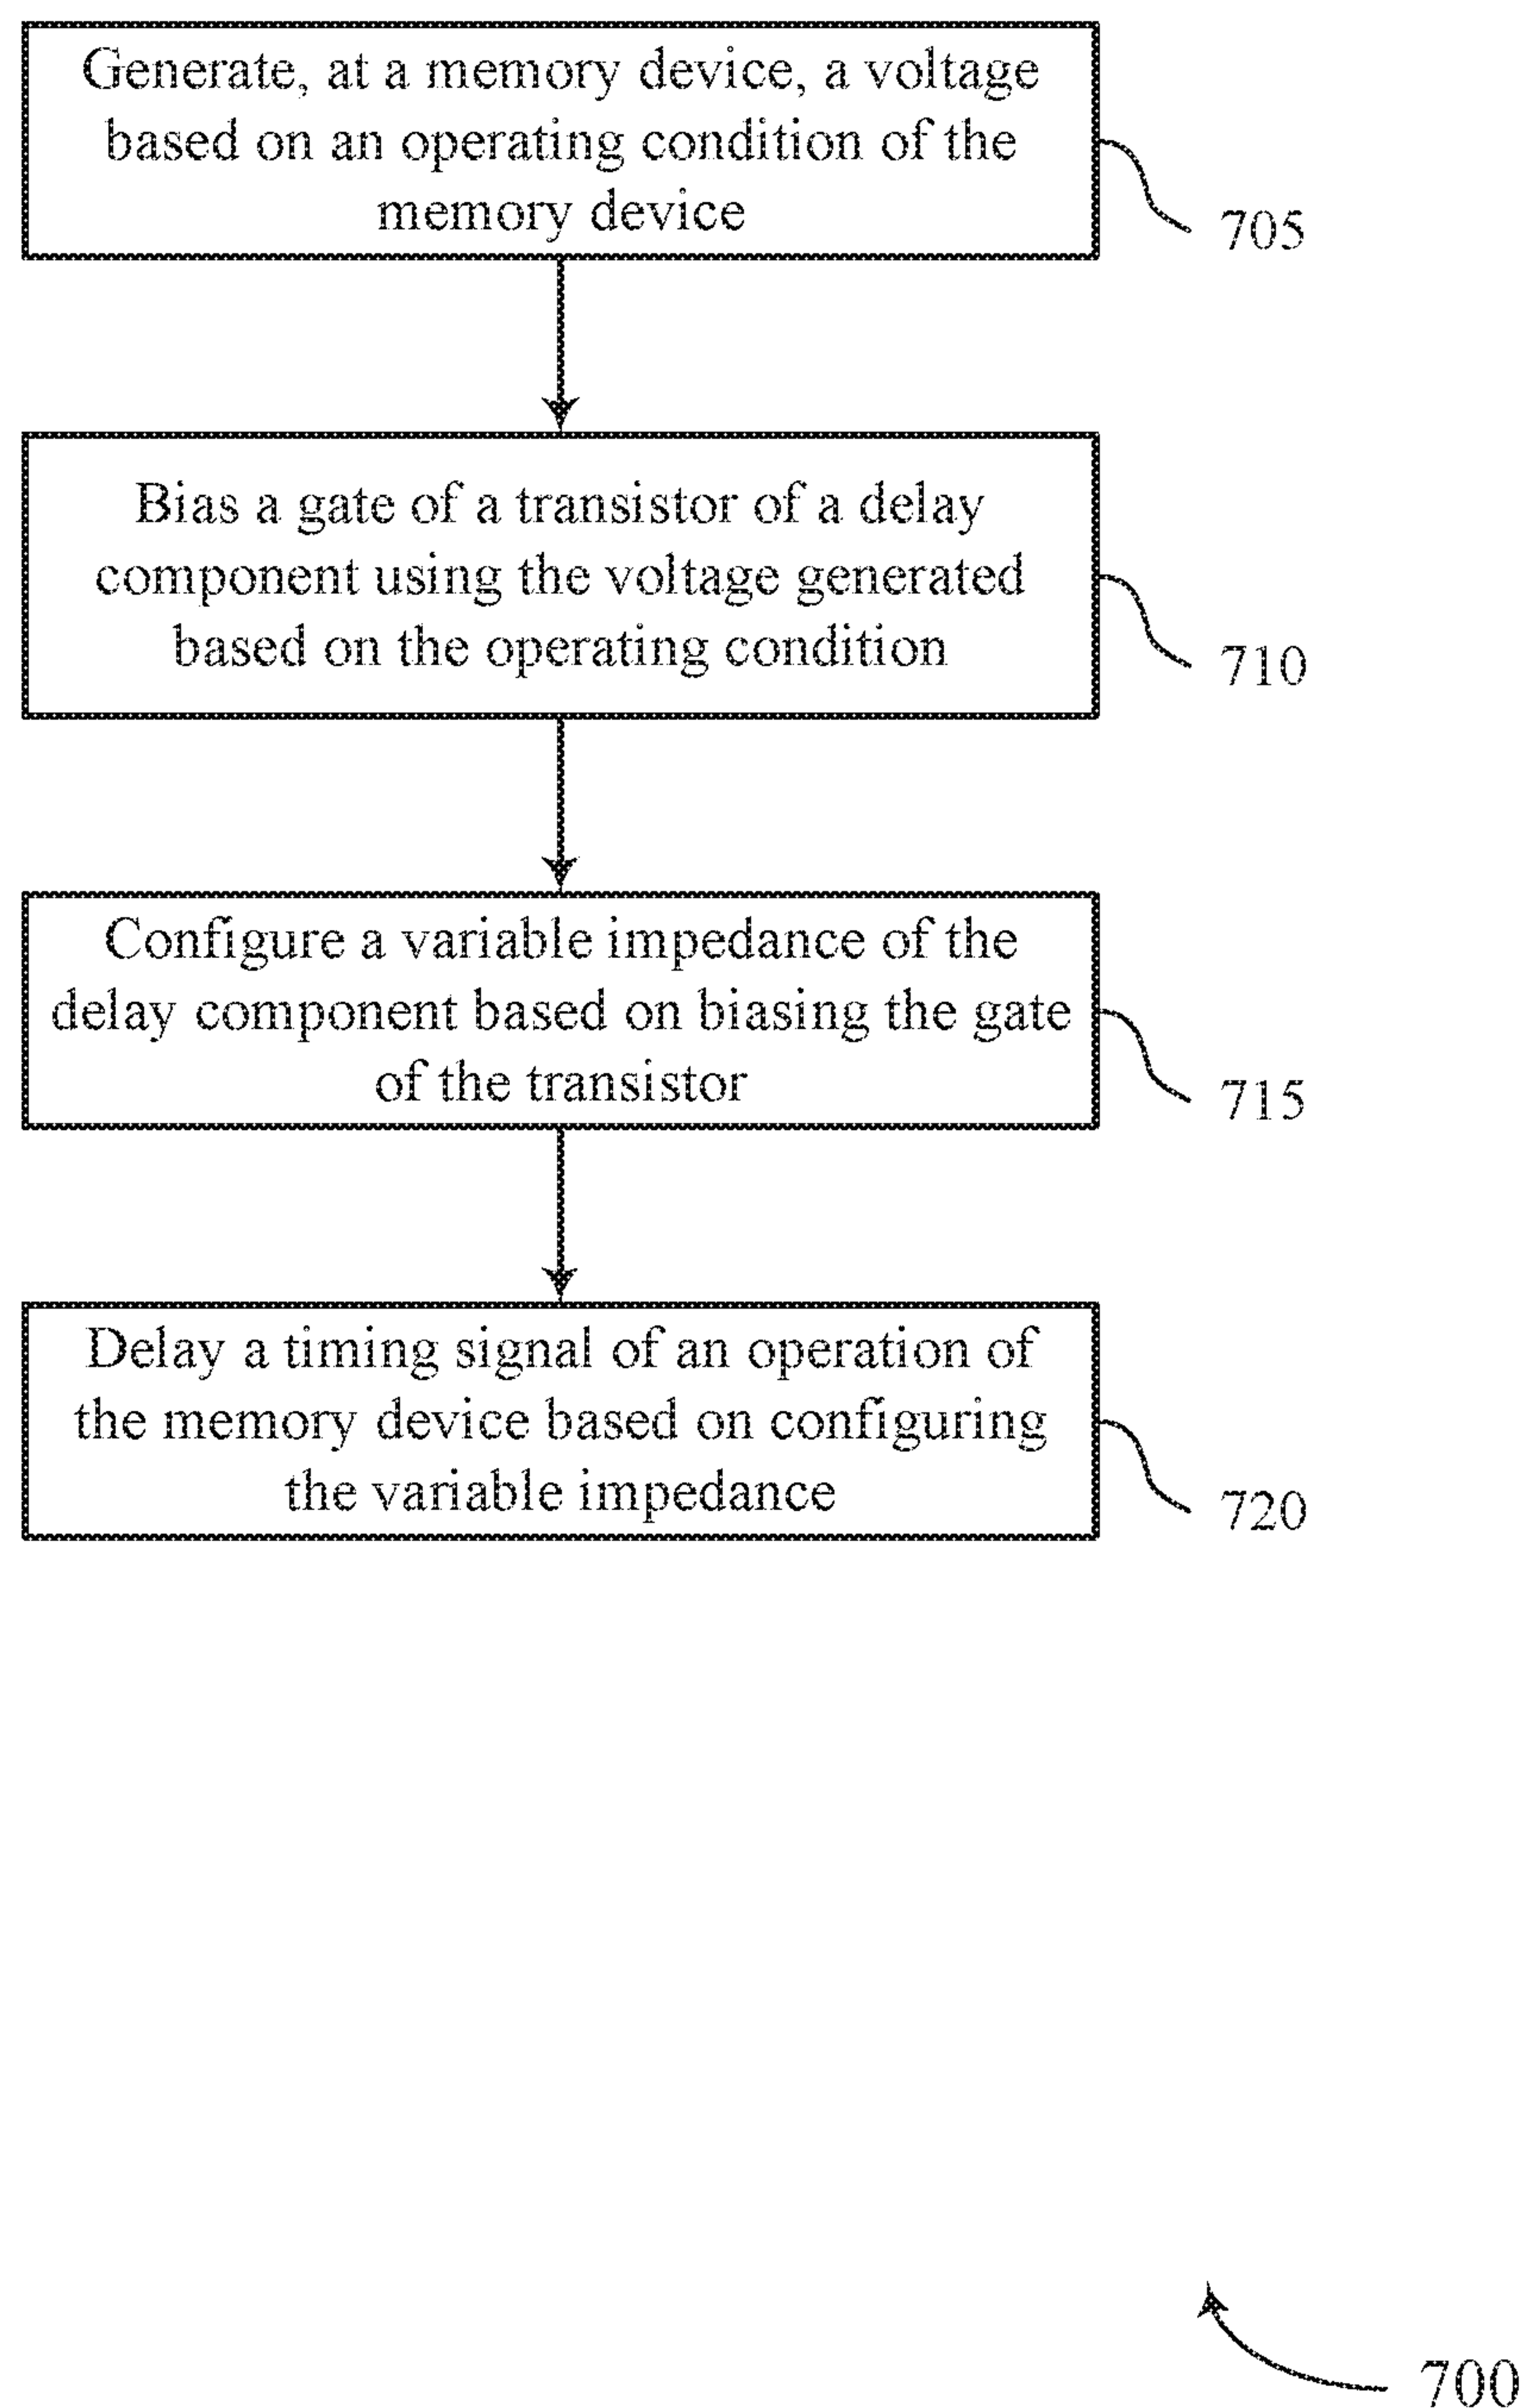 Generate, at a memory device, a voltage
based on an operating condition of the
memory device
705
Bias a gate of a transistor of a delay
component using the voltage generated
based on the operating condition
710
Configure a variable impedance of the
delay component based on biasing the gate
of the transistor
715
Delay a timing signal of an operation of
the memory device based on configuring
the variable impedance
720
700